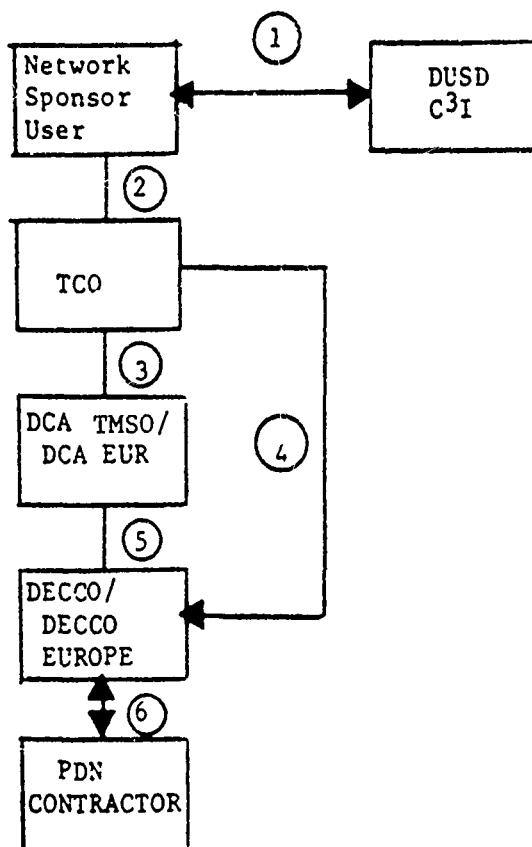 1
Network
Sponsor
User
DUSD
C³I
2
TCO
3
DCA TMSO/
DCA EUR
4
5
DECCO/
DECCO
EUROPE
6
PDN
CONTRACTOR